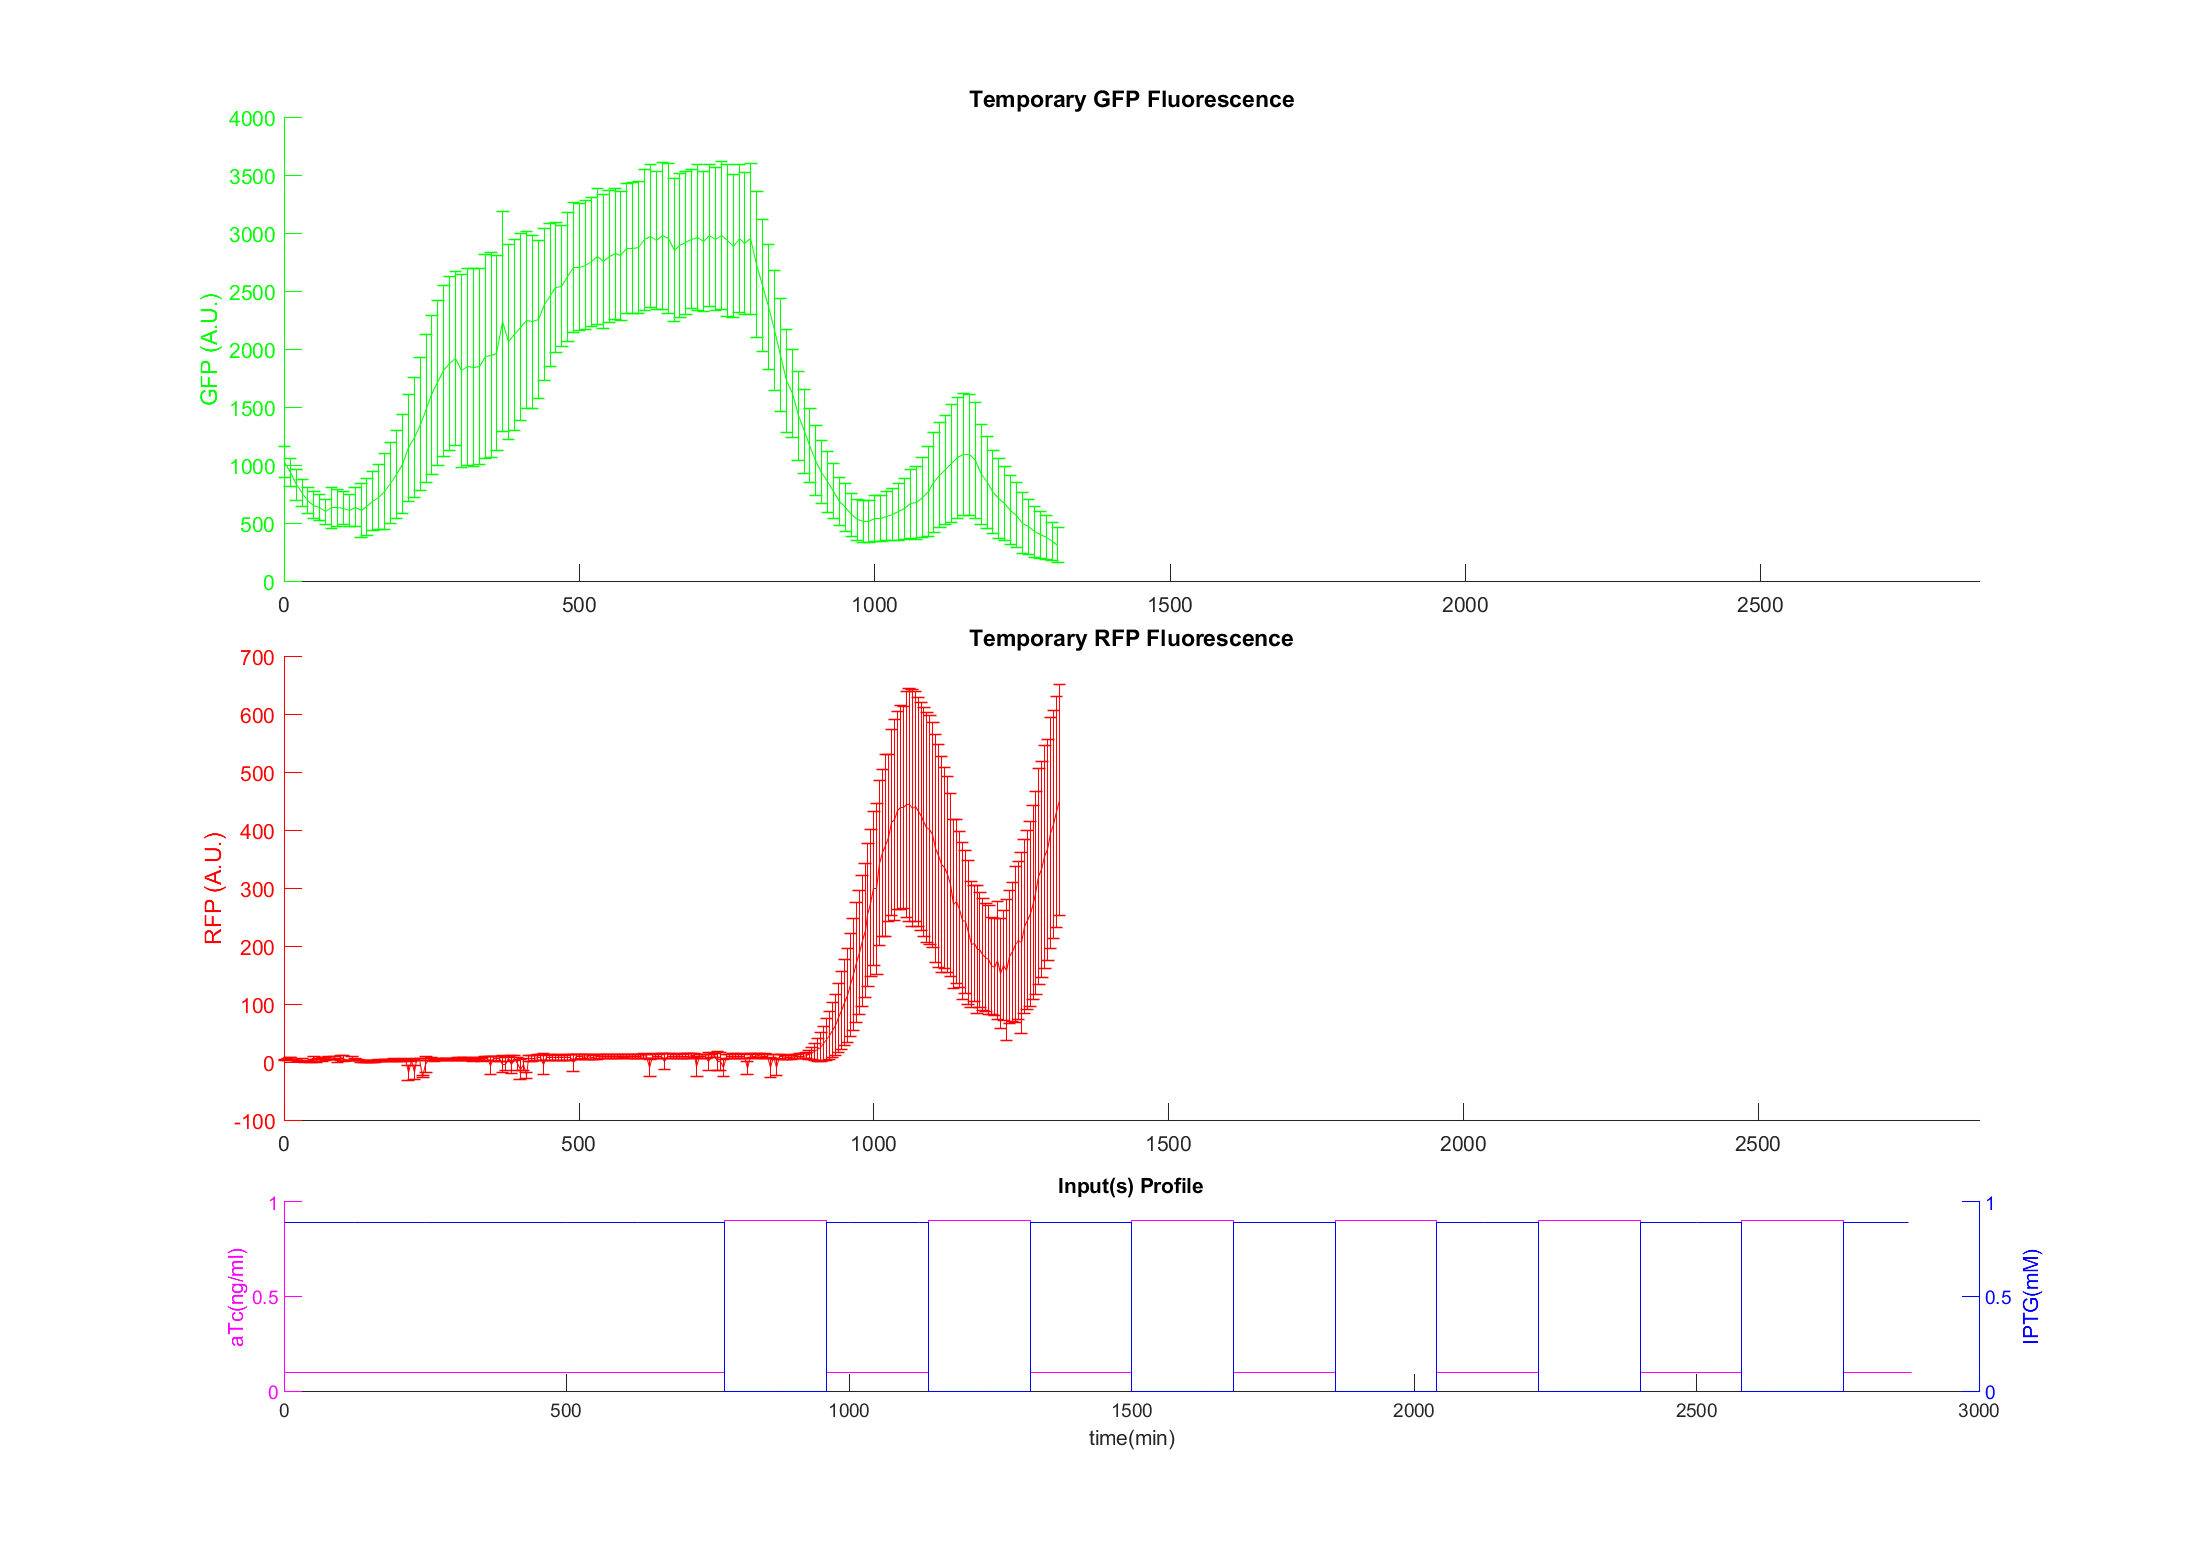 Temporary GFP Fluorescence
4000
3500
3000
2500
2000
1500
1000
500
0
GFP (A.U.)
0 500 1000 1500 2000 2500
Temporary RFP Fluorescence
700
600
500
400
300
200
100
0
-100
RFP (A.U.)
0 500 1000 1500 2000 2500
Input(s) Profile
1
0.5
0
aTc(ng/ml)
1
0.5
0
IPTG(mM)
0 500 1000 1500 2000 2500 3000
time(min)